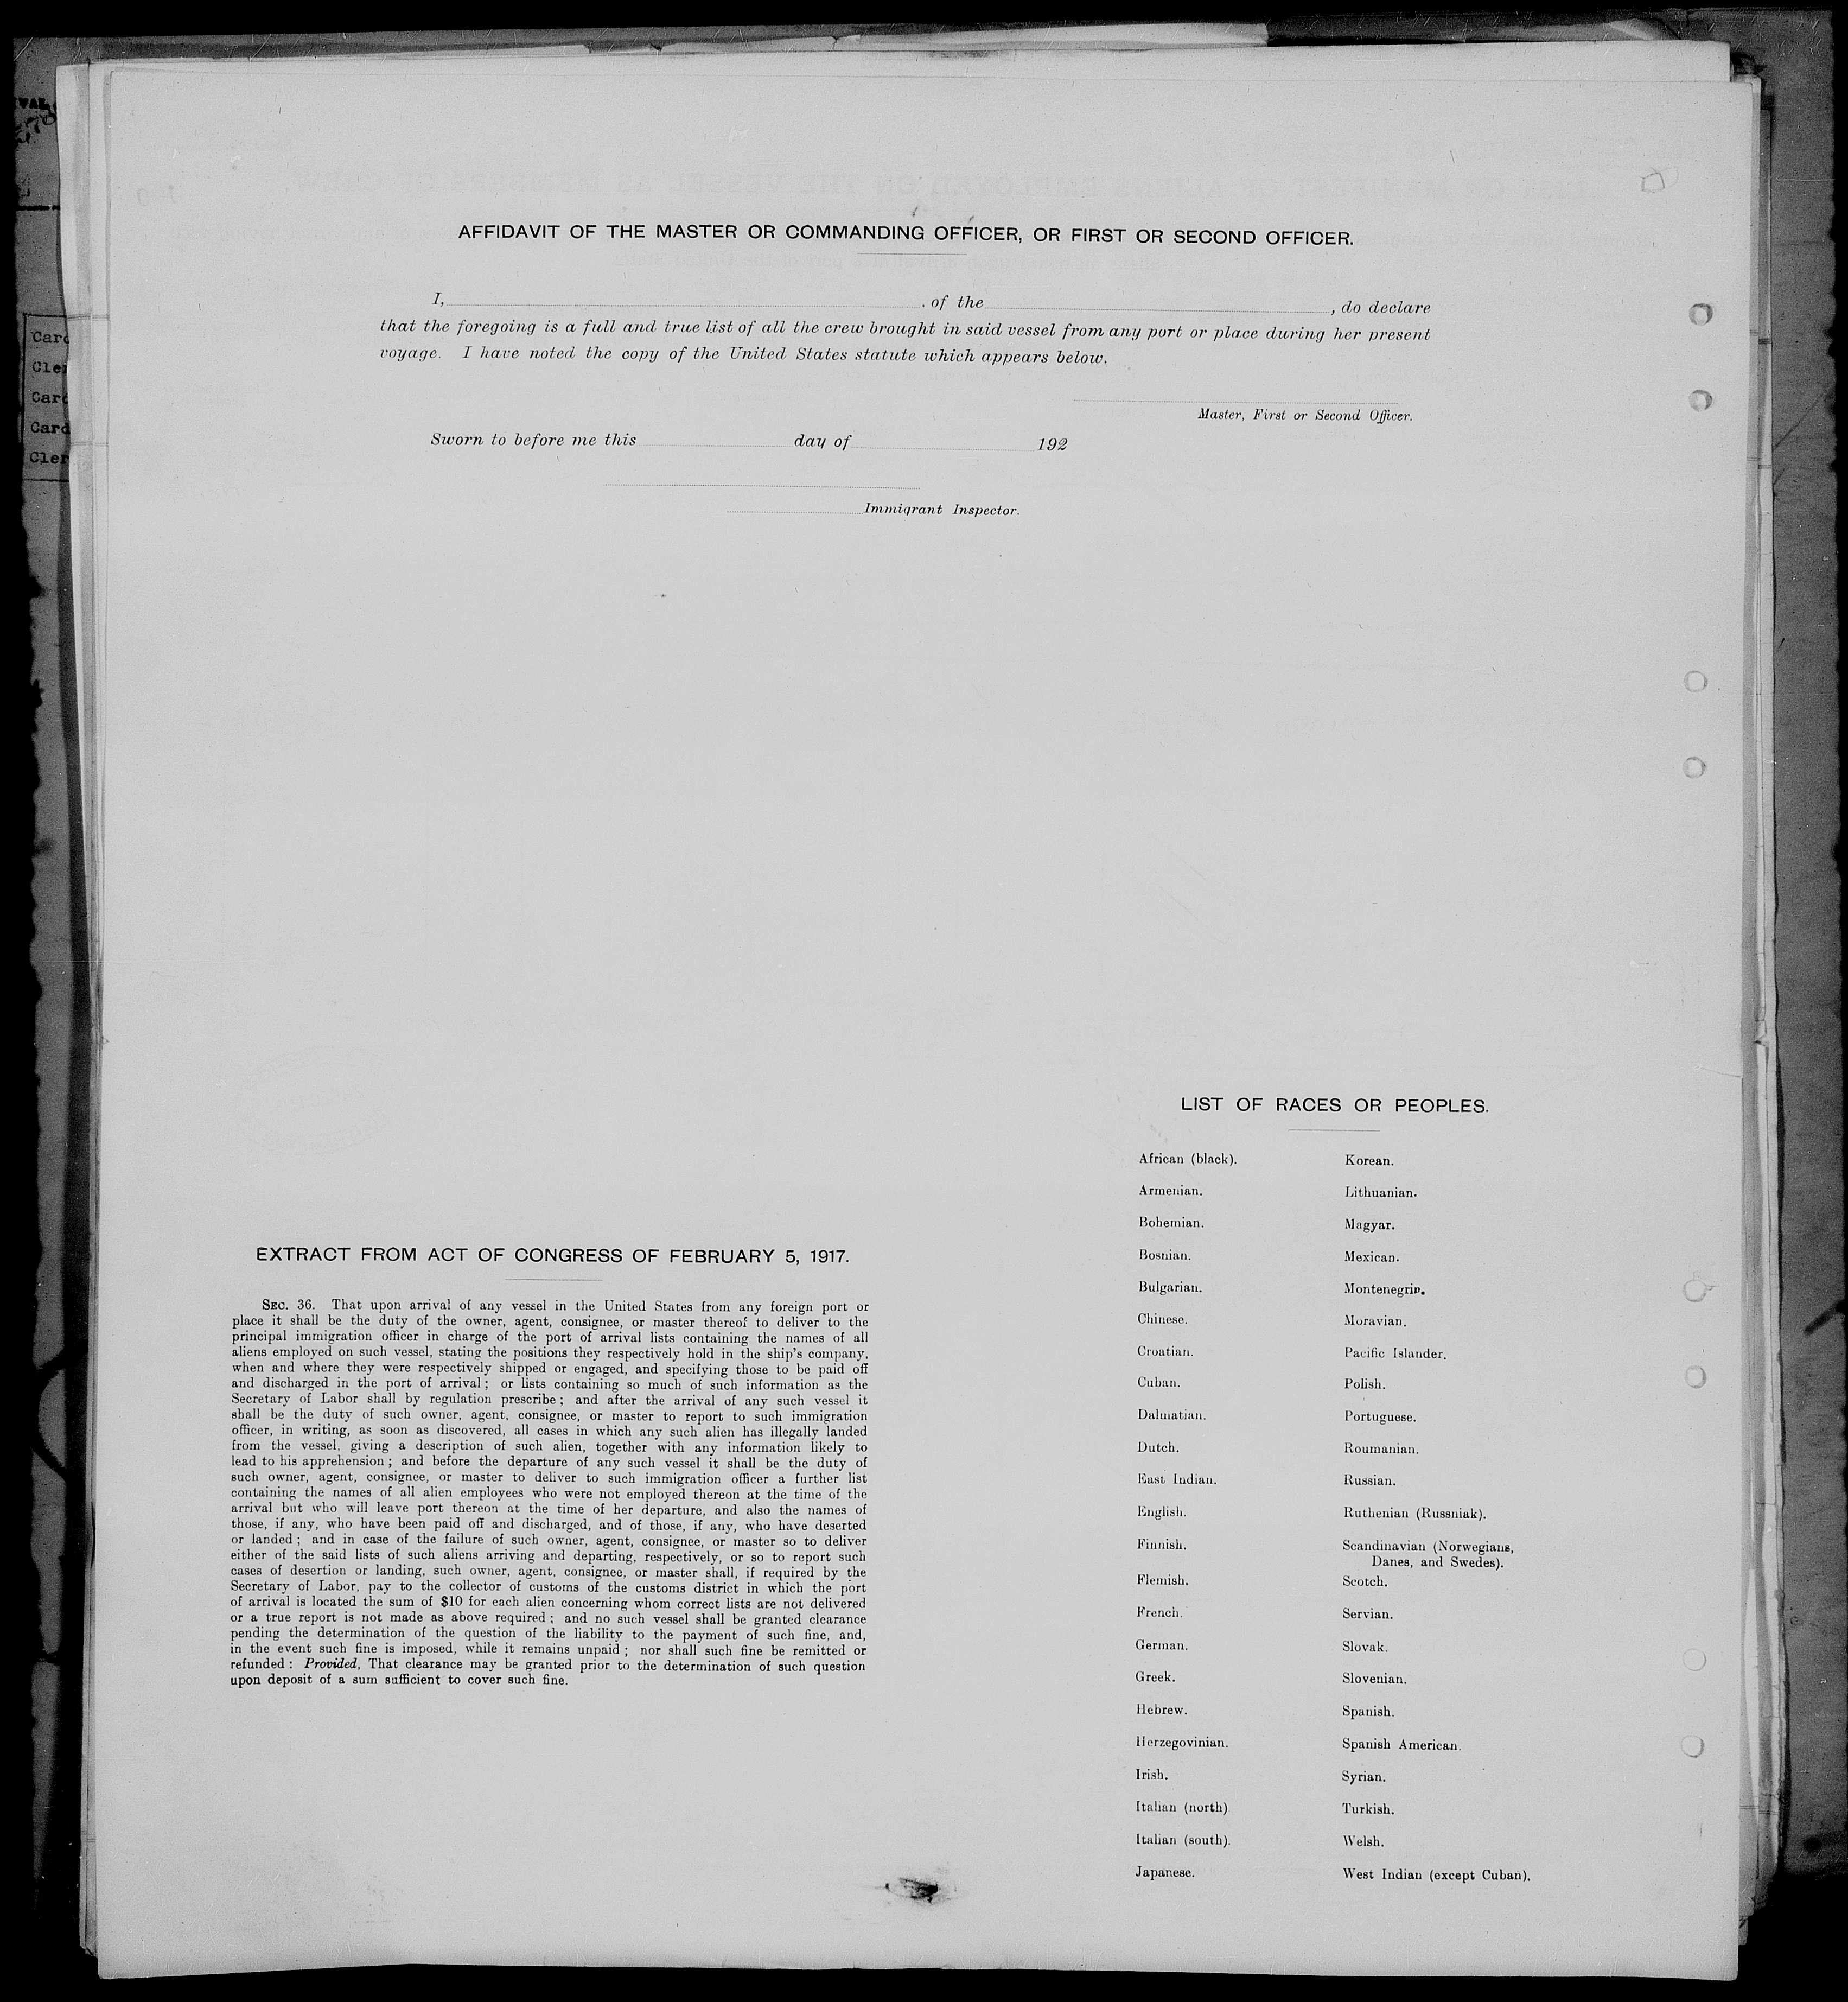 AFFIDAVIT OF THE MASTER OR COMMANDING OFFICER, OR FIRST OR SECOND OFFICER.
I, of the , do declare
that the foregoing is a full and true list of all the crew brought in said vessel from any port or place during her present
voyage. I have noted the copy of the United States statute which appears below.
Master, First or Second Officer.
Sworn to before me this day of 192
Immigrant Inspector.
EXTRACT FROM ACT OF CONGRESS OF FEBRUARY 5, 1917.
SEC. 36. That upon arrival of any vessel in the United States from any foreign port or
place it shall be the duty of the owner, agent, consignee, or master thereof to deliver to the
principal immigration officer in charge of the port of arrival lists containing the names of all
aliens employed on such vessel, stating the positions they respectively hold in the ship's company,
when and where they were respectively shipped or engaged, and specifying those to be paid off
and discharged in the port of arrival; or lists containing so much of such information as the
Secretary of Labor shall by regulation prescribe; and after the arrival of any such vessel it
shall be the duty of such owner, agent, consignee, or master to report to such immigration
officer, in writing, as soon as discovered, all cases in which any such alien has illegally landed
from the vessel, giving a description of such alien, together with any information likely to
lead to his apprehension; and before the departure of any such vessel it shall be the duty of
such owner, agent, consignee, or master to deliver to such immigration officer a further list
containing the names of all alien employees who were not employed thereon at the time of the
arrival but who will leave port thereon at the time of her departure, and also the names of
those, if any, who have been paid off and discharged, and of those, if any, who have deserted
or landed; and in case of the failure of such owner, agent, consignee, or master so to deliver
either of the said lists of such aliens arriving and departing, respectively, or so to report such
cases of desertion or landing, such owner, agent, consignee, or master shall, if required by the
Secretary of Labor, pay to the collector of customs of the customs district in which the port
of arrival is located the sum of $10 for each alien concerning whom correct lists are not delivered
or a true report is not made as above required; and no such vessel shall be granted clearance
pending the determination of the question of the liability to the payment of such fine, and,
in the event such fine is imposed, while it remains unpaid; nor shall such fine be remitted or
refunded: Provided, That clearance may be granted prior to the determination of such question
upon deposit of a sum sufficient to cover such fine.
LIST OF RACES OR PEOPLES.
African (black).
Armenian.
Bohemian.
Bosnian.
Bulgarian.
Chinese.
Croatian.
Cuban.
Dalmatian.
Dutch.
East Indian.
English.
Finnish.
Flemish.
French.
German.
Greek.
Hebrew.
Herzegovinian.
Irish.
Italian (north)
Italian (south).
Japanese.
Korean.
Lithuanian.
Magyar.
Mexican.
Montenegrin.
Moravian.
Pacific Islander.
Polish.
Portuguese.
Roumanian.
Russian.
Ruthenian (Russniak).
Scandinavian (Norwegians,
Danes, and Swedes).
Scotch.
Servian.
Slovak.
Slovenian.
Spanish.
Spanish American.
Syrian.
Turkish.
Welsh.
West Indian (except Cuban).